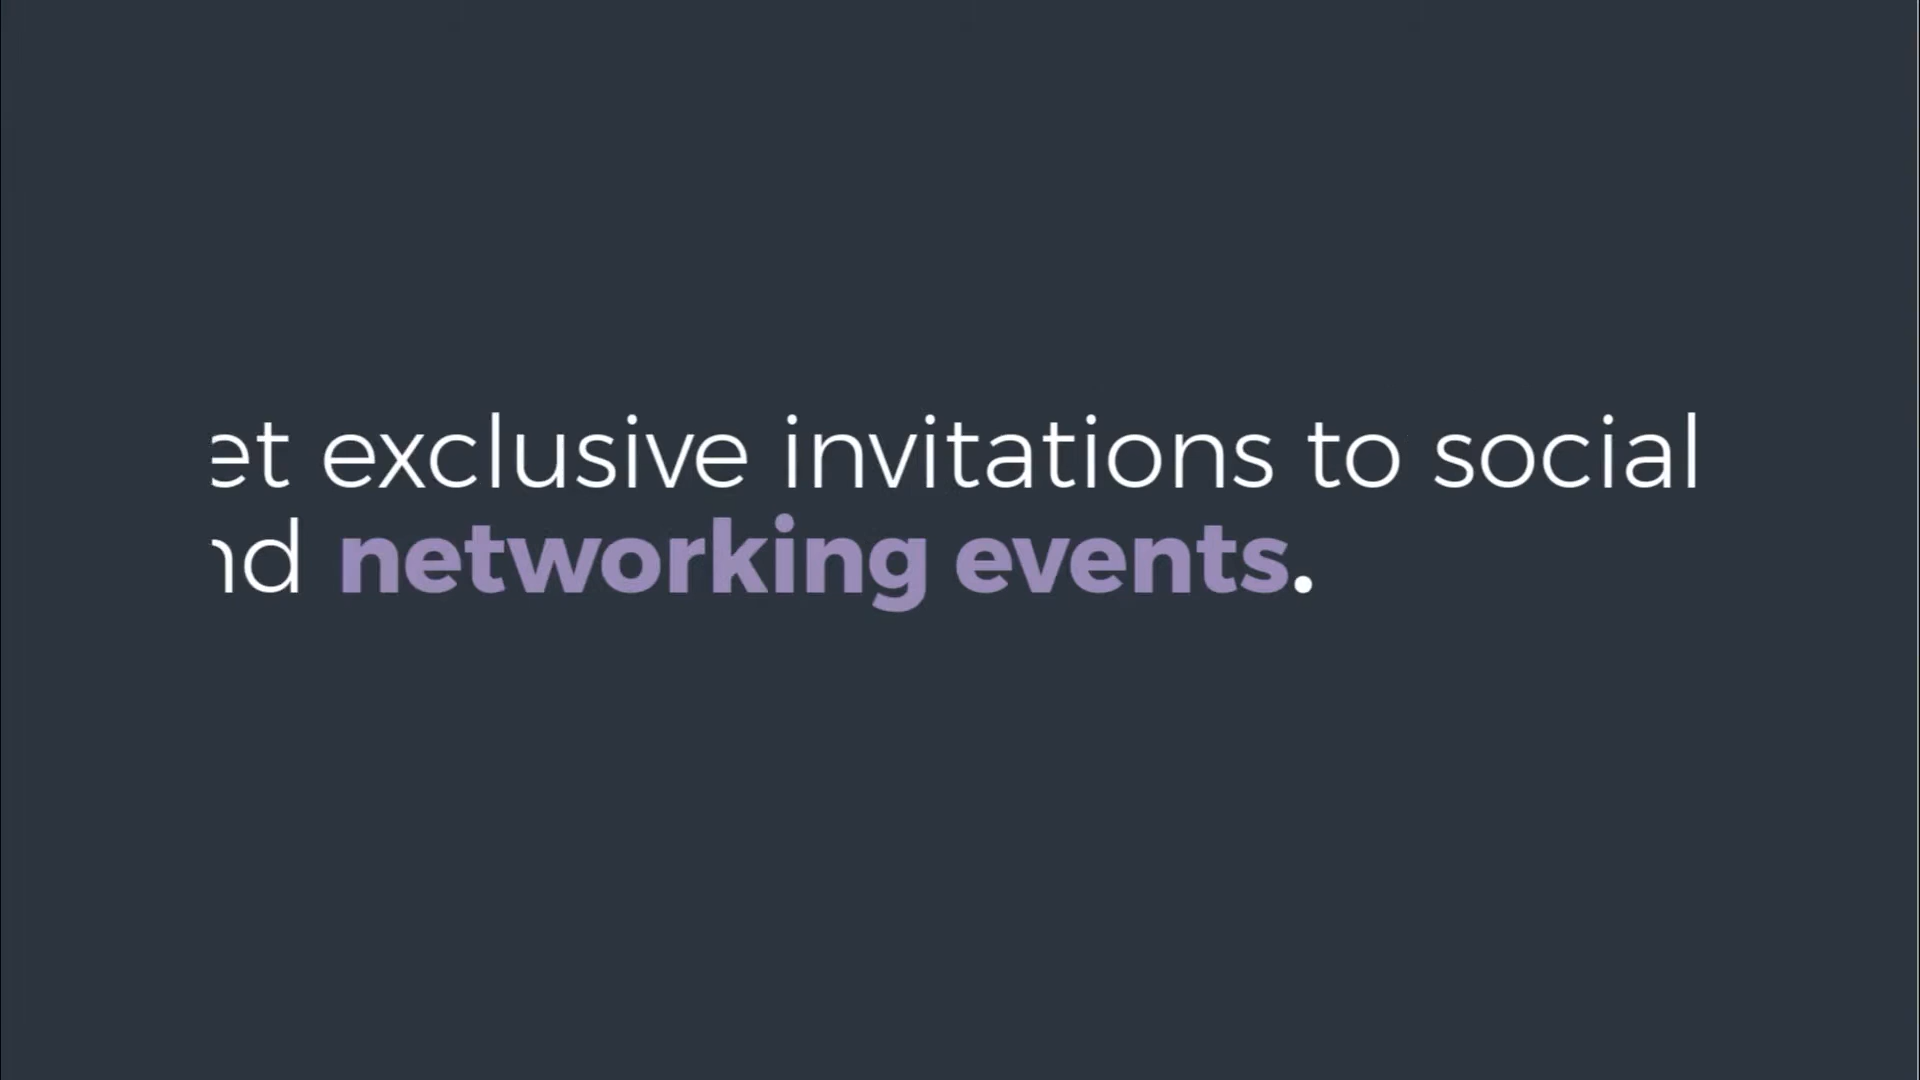 et exclusive invitations to social
nd networking events.